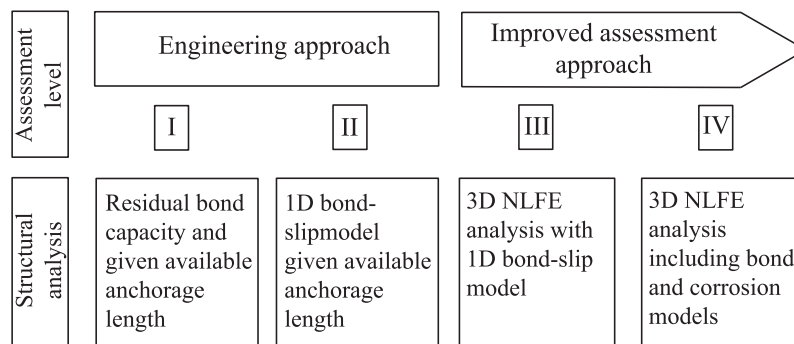 Assessment
level
Engineering approach
Improved assessment
approach
I
II
III
IV
Structural
analysis
Residual bond
capacity and
given available
anchorage
length
1D bond-
slipmodel
given available
anchorage
length
3D NLFE
analysis with
1D bond-slip
model
3D NLFE
analysis
including bond
and corrosion
models